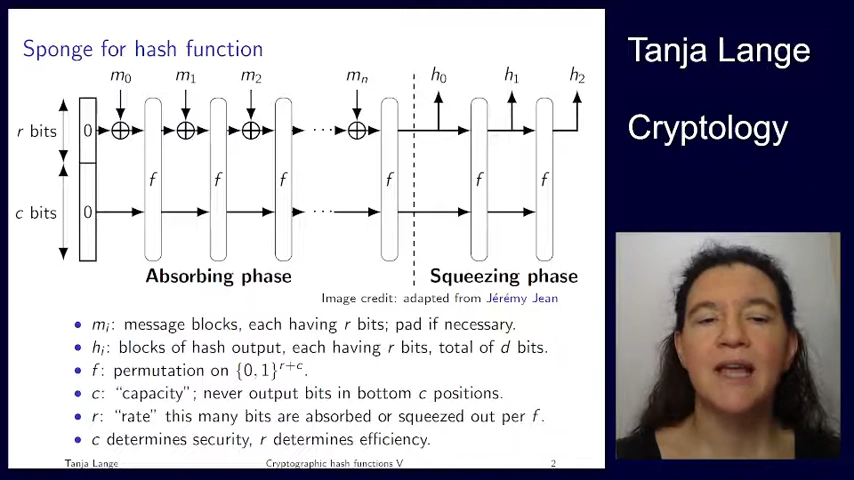 Sponge for hash function
m₀ m₁ m₂ mₙ h₀ h₁ h₂
r bits 0 ···
f f f f f f
c bits 0 ···
Absorbing phase Squeezing phase
Image credit: adapted from Jérémy Jean
• mᵢ: message blocks, each having r bits; pad if necessary.
• hᵢ: blocks of hash output, each having r bits, total of d bits.
• f: permutation on {0, 1}ʳ⁺ᶜ.
• c: “capacity”; never output bits in bottom c positions.
• r: “rate” this many bits are absorbed or squeezed out per f.
• c determines security, r determines efficiency.
Tanja Lange Cryptographic hash functions V 2
Tanja Lange
Cryptology